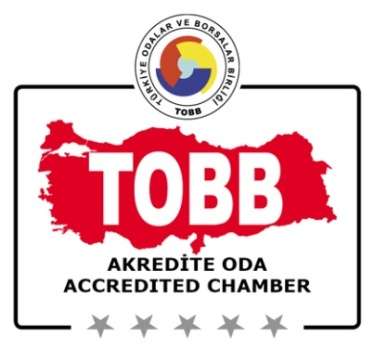 TÜRKİYE ODALAR VE BORSALAR BİRLİĞİ
TOBB
TOBB
AKREDİTE ODA
ACCREDITED CHAMBER